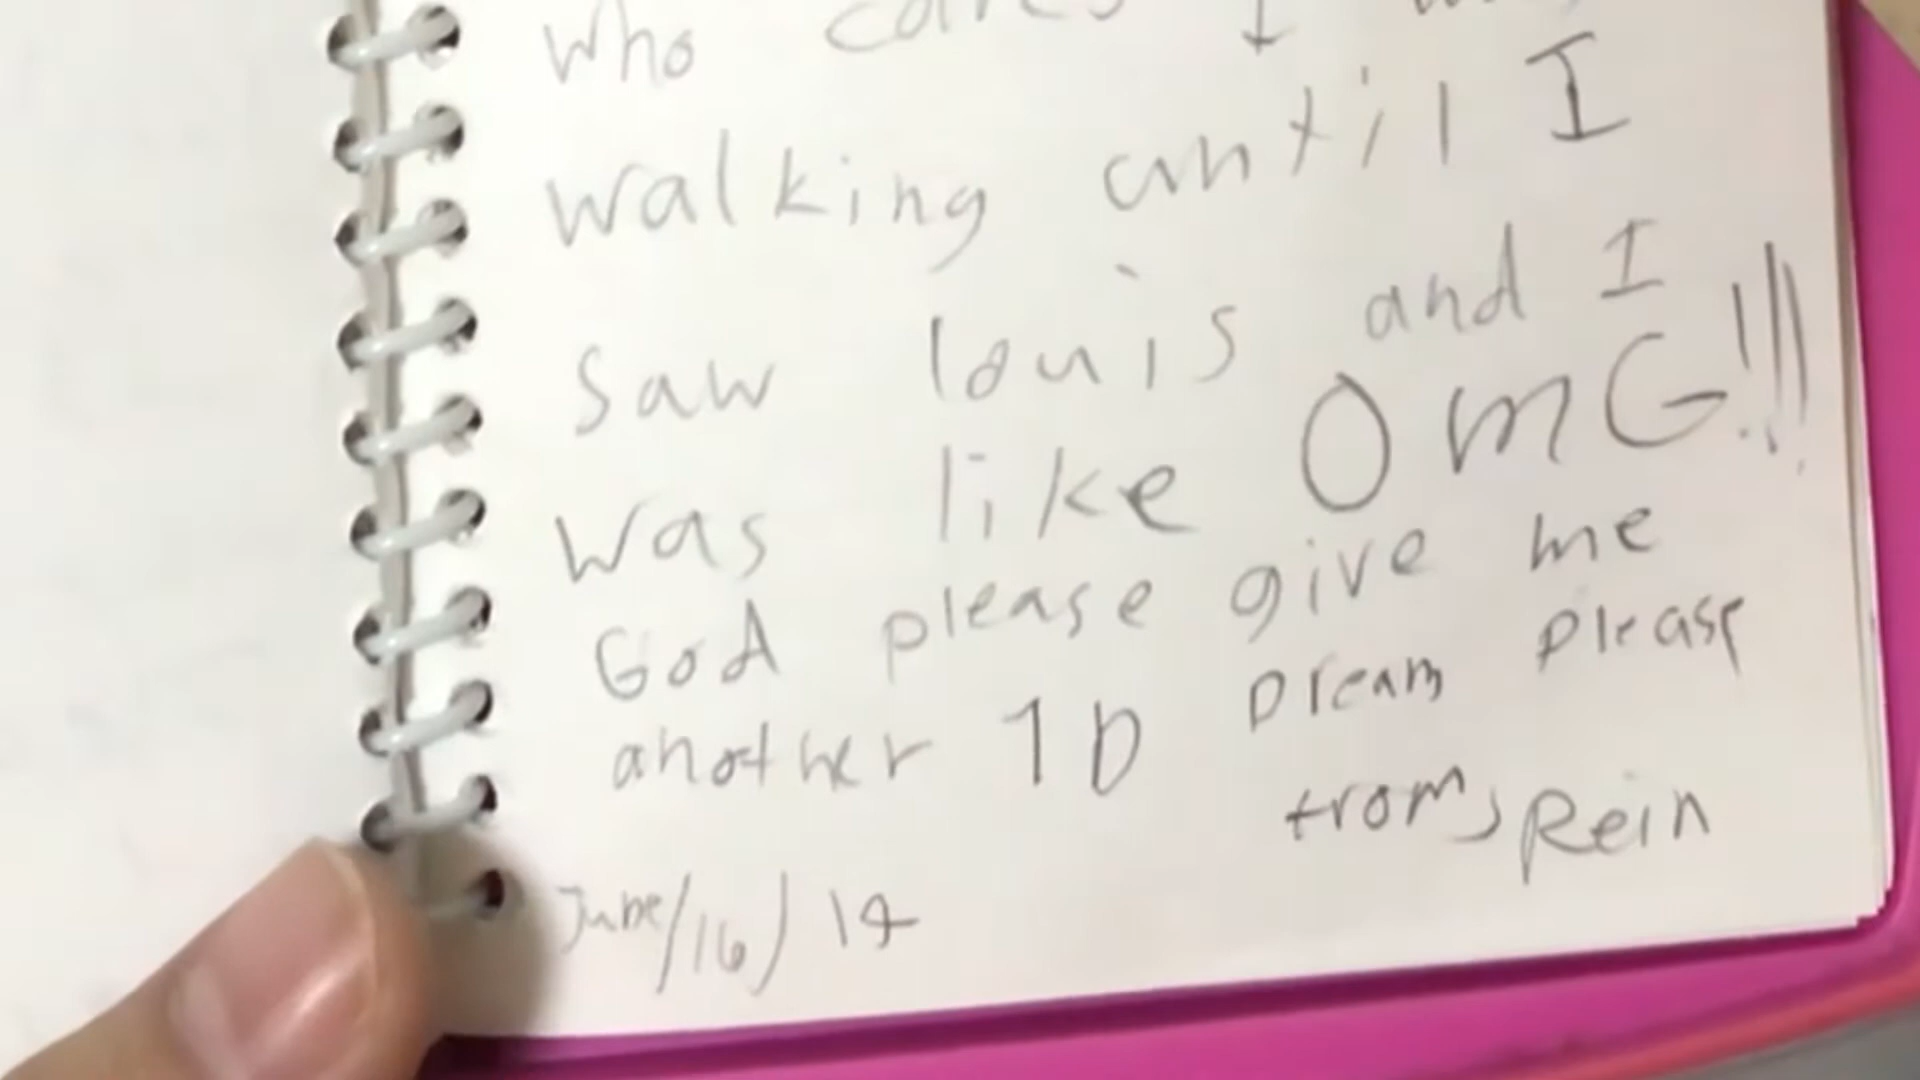 who cares I
walking until I
saw louis and I
was like OMG!!!
God please give me
another 1D Dream please
from, Rein
June/16/14